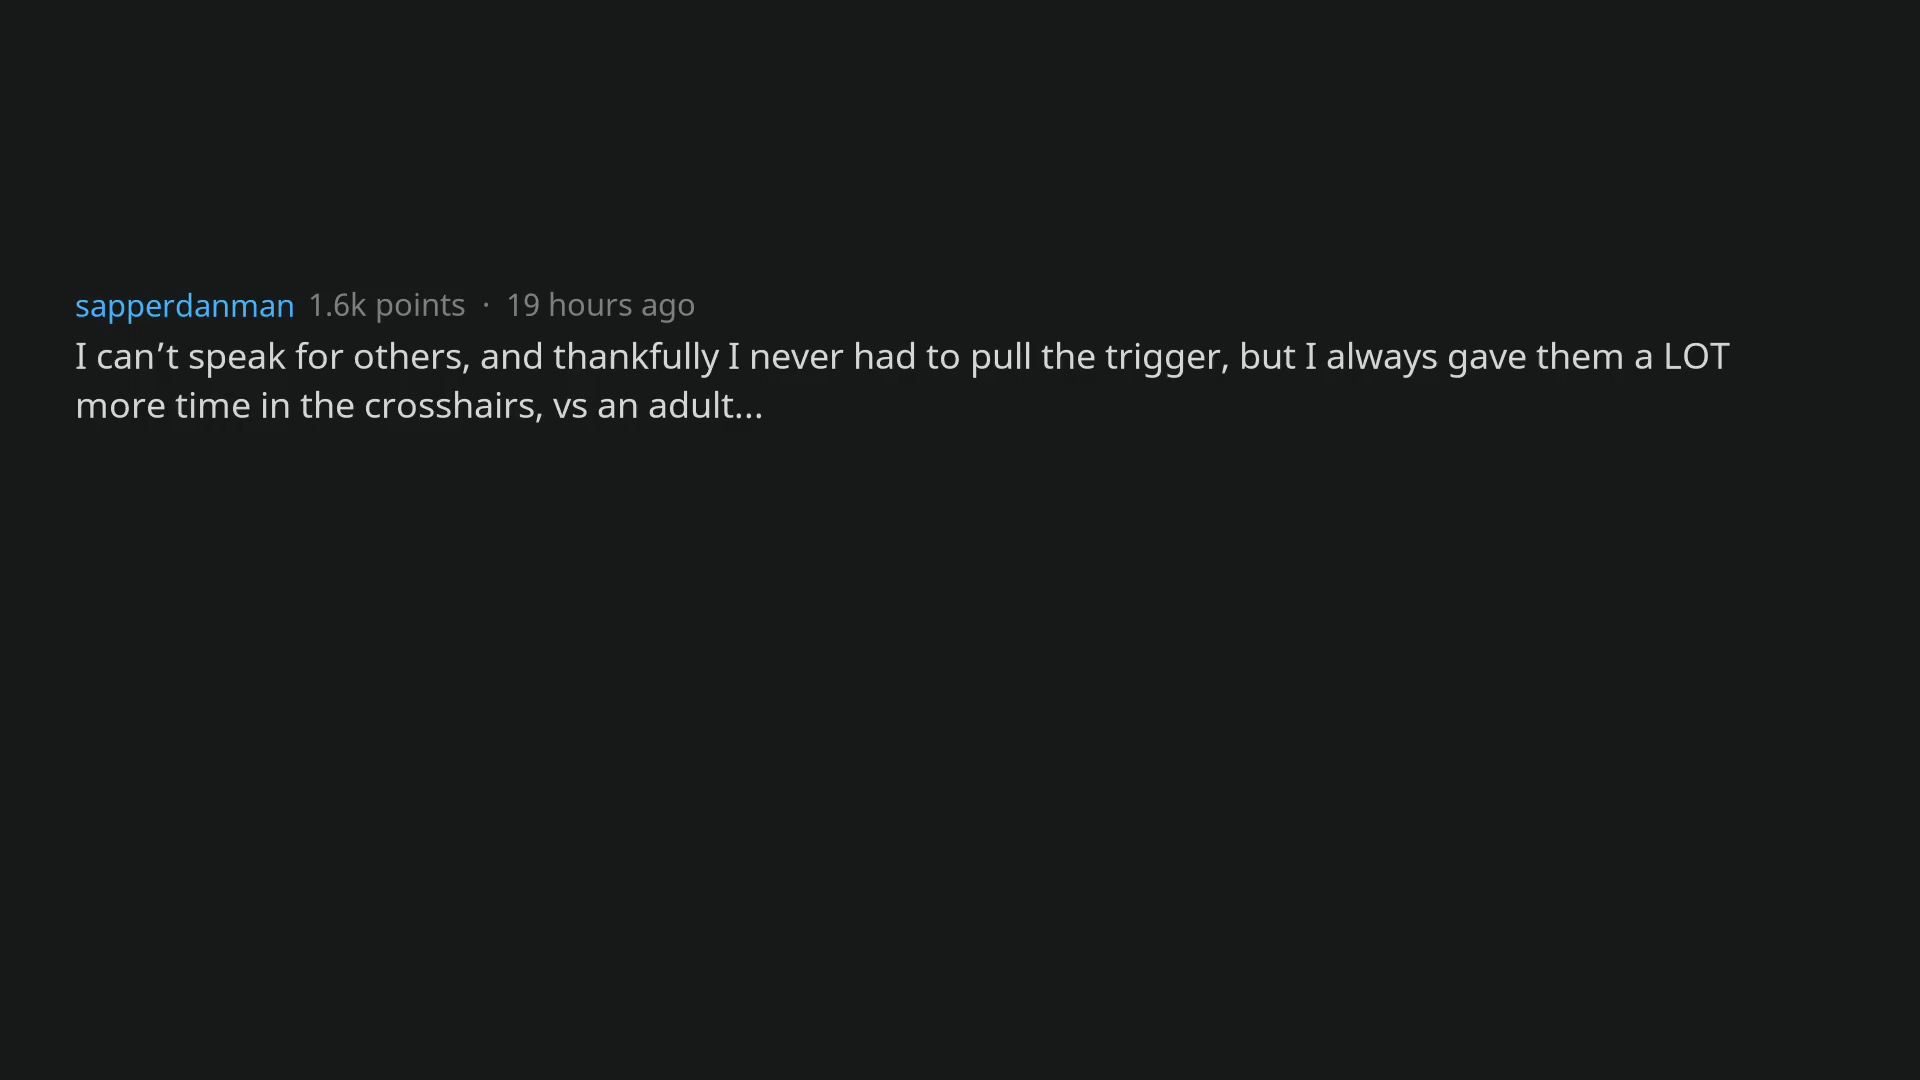 sapperdanman 1.6k points · 19 hours ago
I can’t speak for others, and thankfully I never had to pull the trigger, but I always gave them a LOT
more time in the crosshairs, vs an adult...